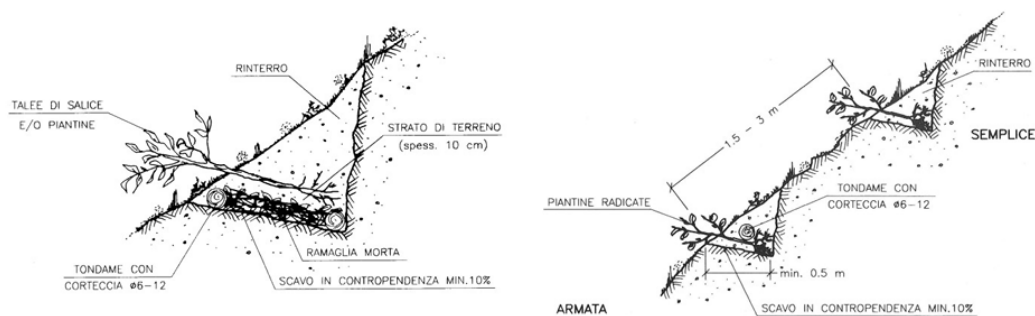 RINTERRO
TALEE DI SALICE
E/O PIANTINE
STRATO DI TERRENO
(spess. 10 cm)
RAMAGLIA MORTA
TONDAME CON
CORTECCIA ø6-12
SCAVO IN CONTROPENDENZA MIN.10%
RINTERRO
1.5 - 3 m
SEMPLICE
PIANTINE RADICATE
TONDAME CON
CORTECCIA ø6-12
min. 0.5 m
ARMATA
SCAVO IN CONTROPENDENZA MIN.10%